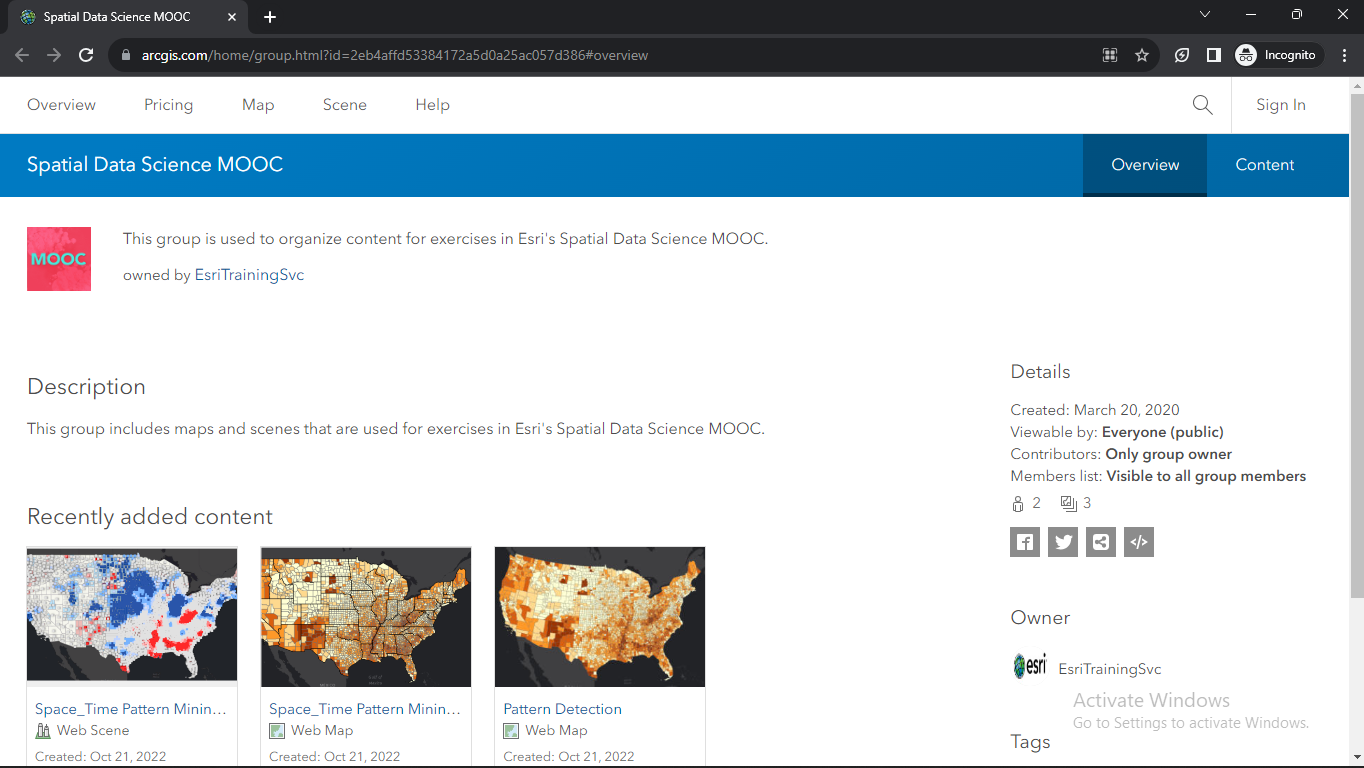 Spatial Data Science MOOC
arcgis.com/home/group.html?id=2eb4affd53384172a5d0a25ac057d386#overview
Incognito
Overview
Pricing
Map
Scene
Help
Sign In
Spatial Data Science MOOC
Overview
Content
MOOC
This group is used to organize content for exercises in Esri's Spatial Data Science MOOC.
owned by EsriTrainingSvc
Description
This group includes maps and scenes that are used for exercises in Esri's Spatial Data Science MOOC.
Recently added content
Space_Time Pattern Minin...
Web Scene
Created: Oct 21, 2022
Space_Time Pattern Minin...
Web Map
Created: Oct 21, 2022
Pattern Detection
Web Map
Created: Oct 21, 2022
Details
Created: March 20, 2020
Viewable by: Everyone (public)
Contributors: Only group owner
Members list: Visible to all group members
2 3
Owner
esri
EsriTrainingSvc
Activate Windows
Go to Settings to activate Windows.
Tags